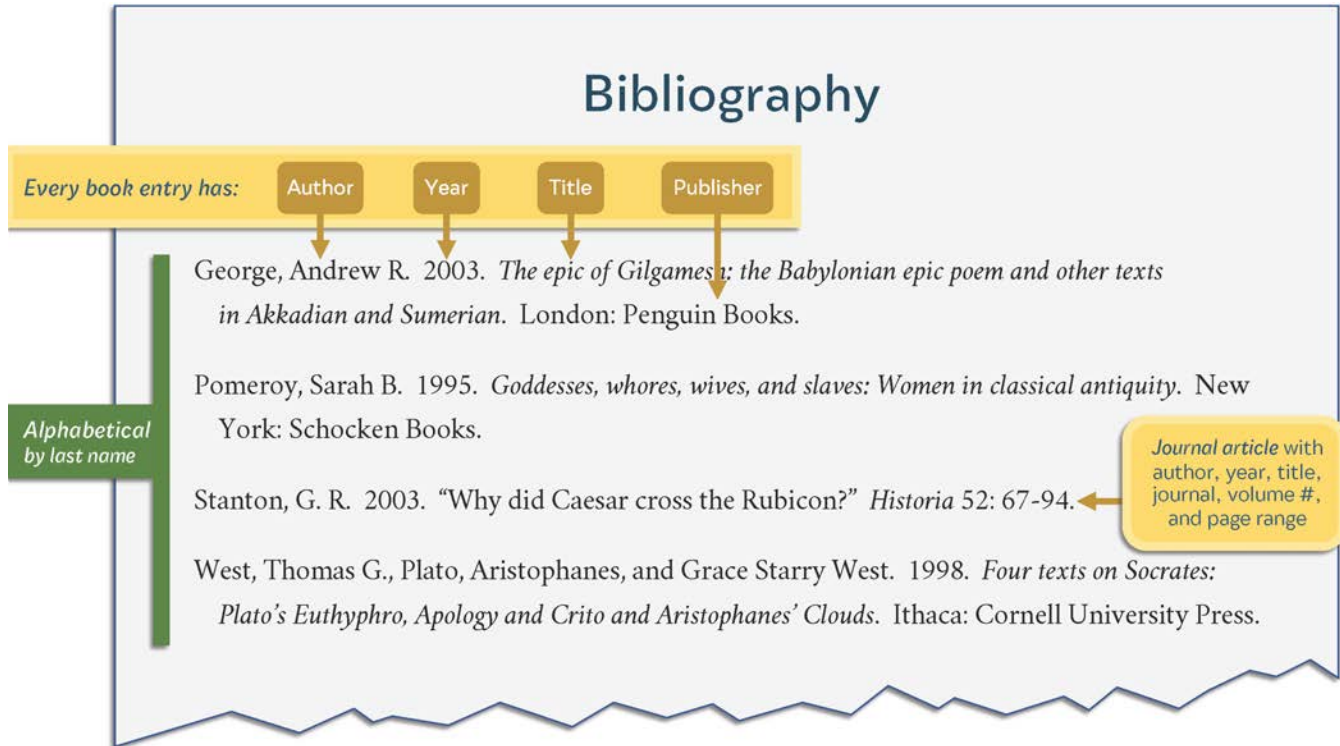 Bibliography
Every book entry has: Author Year Title Publisher
George, Andrew R. 2003. The epic of Gilgamesh: the Babylonian epic poem and other texts
in Akkadian and Sumerian. London: Penguin Books.
Pomeroy, Sarah B. 1995. Goddesses, whores, wives, and slaves: Women in classical antiquity. New
York: Schocken Books.
Alphabetical
by last name
Stanton, G. R. 2003. “Why did Caesar cross the Rubicon?” Historia 52: 67-94.
Journal article with
author, year, title,
journal, volume #,
and page range
West, Thomas G., Plato, Aristophanes, and Grace Starry West. 1998. Four texts on Socrates:
Plato’s Euthyphro, Apology and Crito and Aristophanes’ Clouds. Ithaca: Cornell University Press.